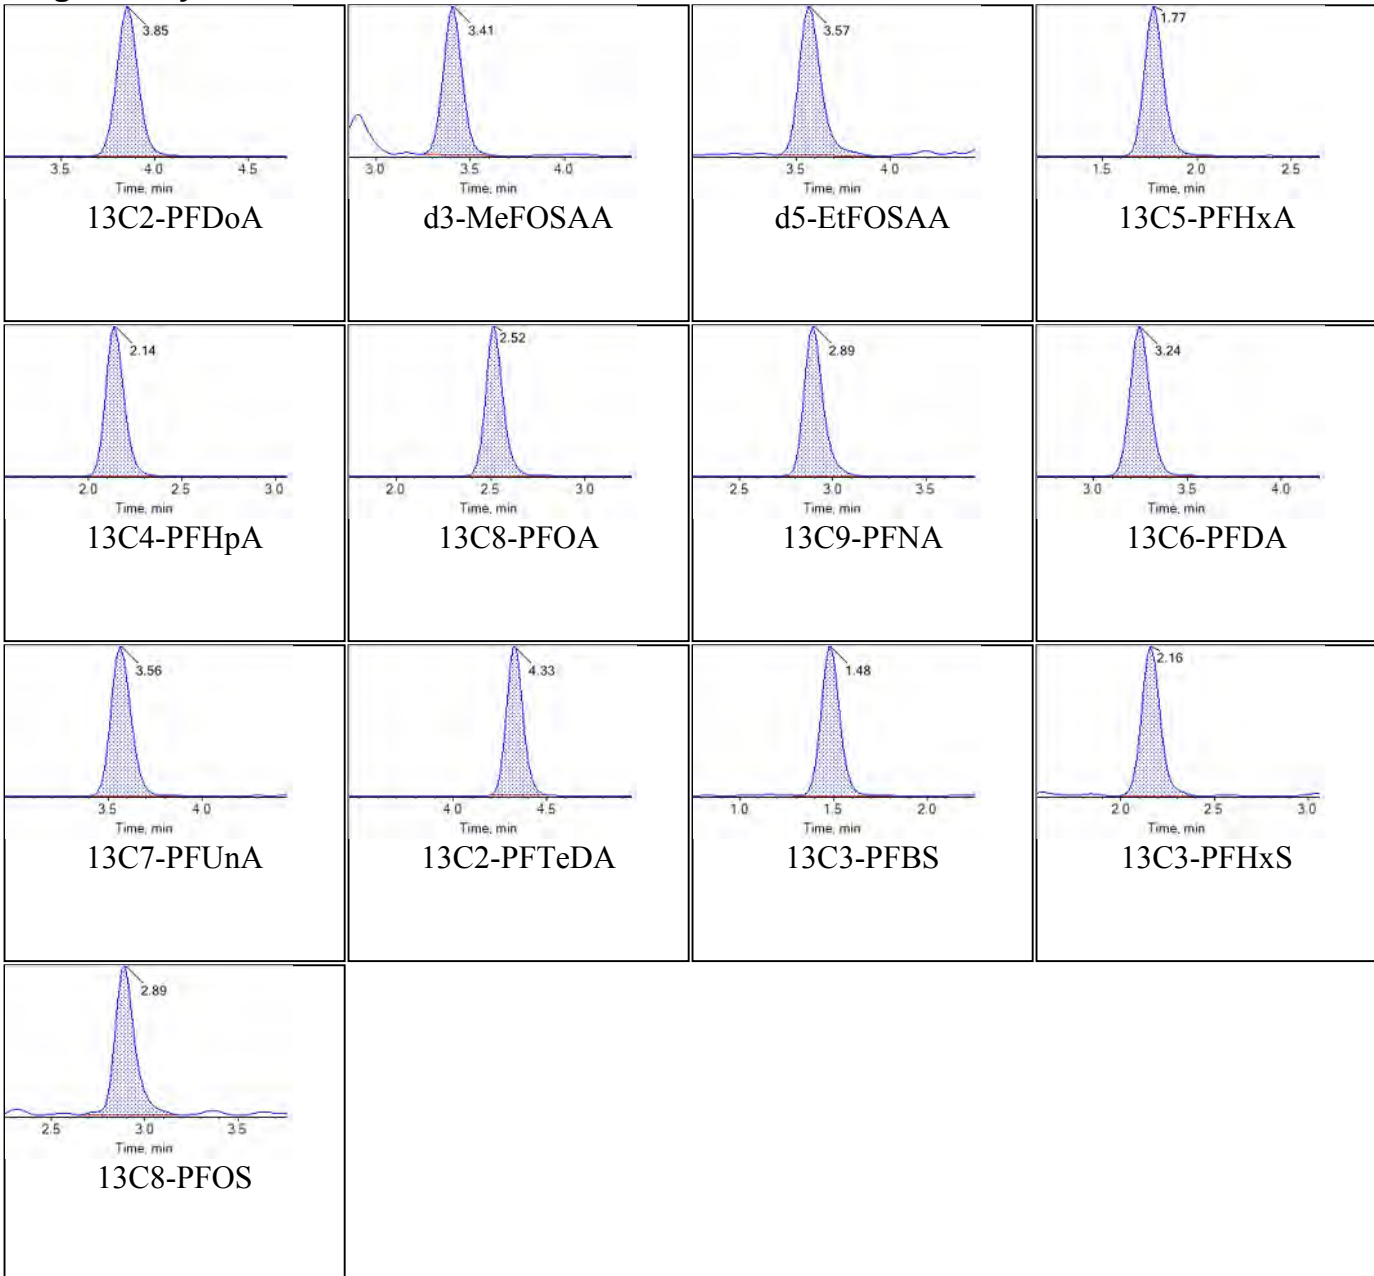 3.85
3.5 4.0 4.5
Time, min
13C2-PFDoA
3.41
3.0 3.5 4.0
Time, min
d3-MeFOSAA
3.57
3.5 4.0
Time, min
d5-EtFOSAA
1.77
1.5 2.0 2.5
Time, min
13C5-PFHxA
2.14
2.0 2.5 3.0
Time, min
13C4-PFHpA
2.52
2.0 2.5 3.0
Time, min
13C8-PFOA
2.89
2.5 3.0 3.5
Time, min
13C9-PFNA
3.24
3.0 3.5 4.0
Time, min
13C6-PFDA
3.56
3.5 4.0
Time, min
13C7-PFUnA
4.33
4.0 4.5
Time, min
13C2-PFTeDA
1.48
1.0 1.5 2.0
Time, min
13C3-PFBS
2.16
2.0 2.5 3.0
Time, min
13C3-PFHxS
2.89
2.5 3.0 3.5
Time, min
13C8-PFOS